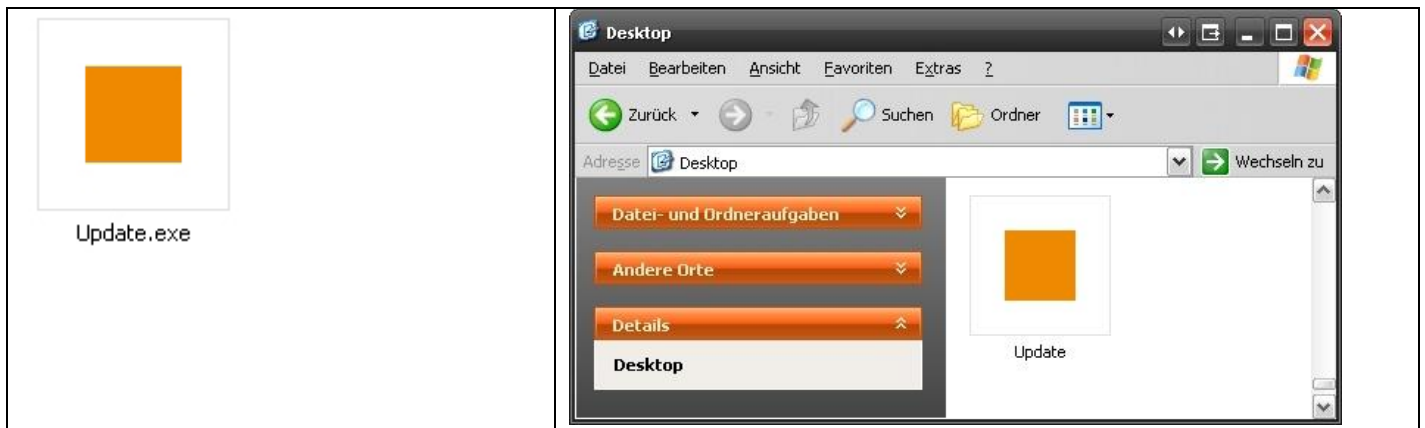 Update.exe
Desktop
Datei Bearbeiten Ansicht Favoriten Extras ?
Zurück Suchen Ordner
Adresse Desktop Wechseln zu
Datei- und Ordneraufgaben
Andere Orte
Details
Desktop
Update